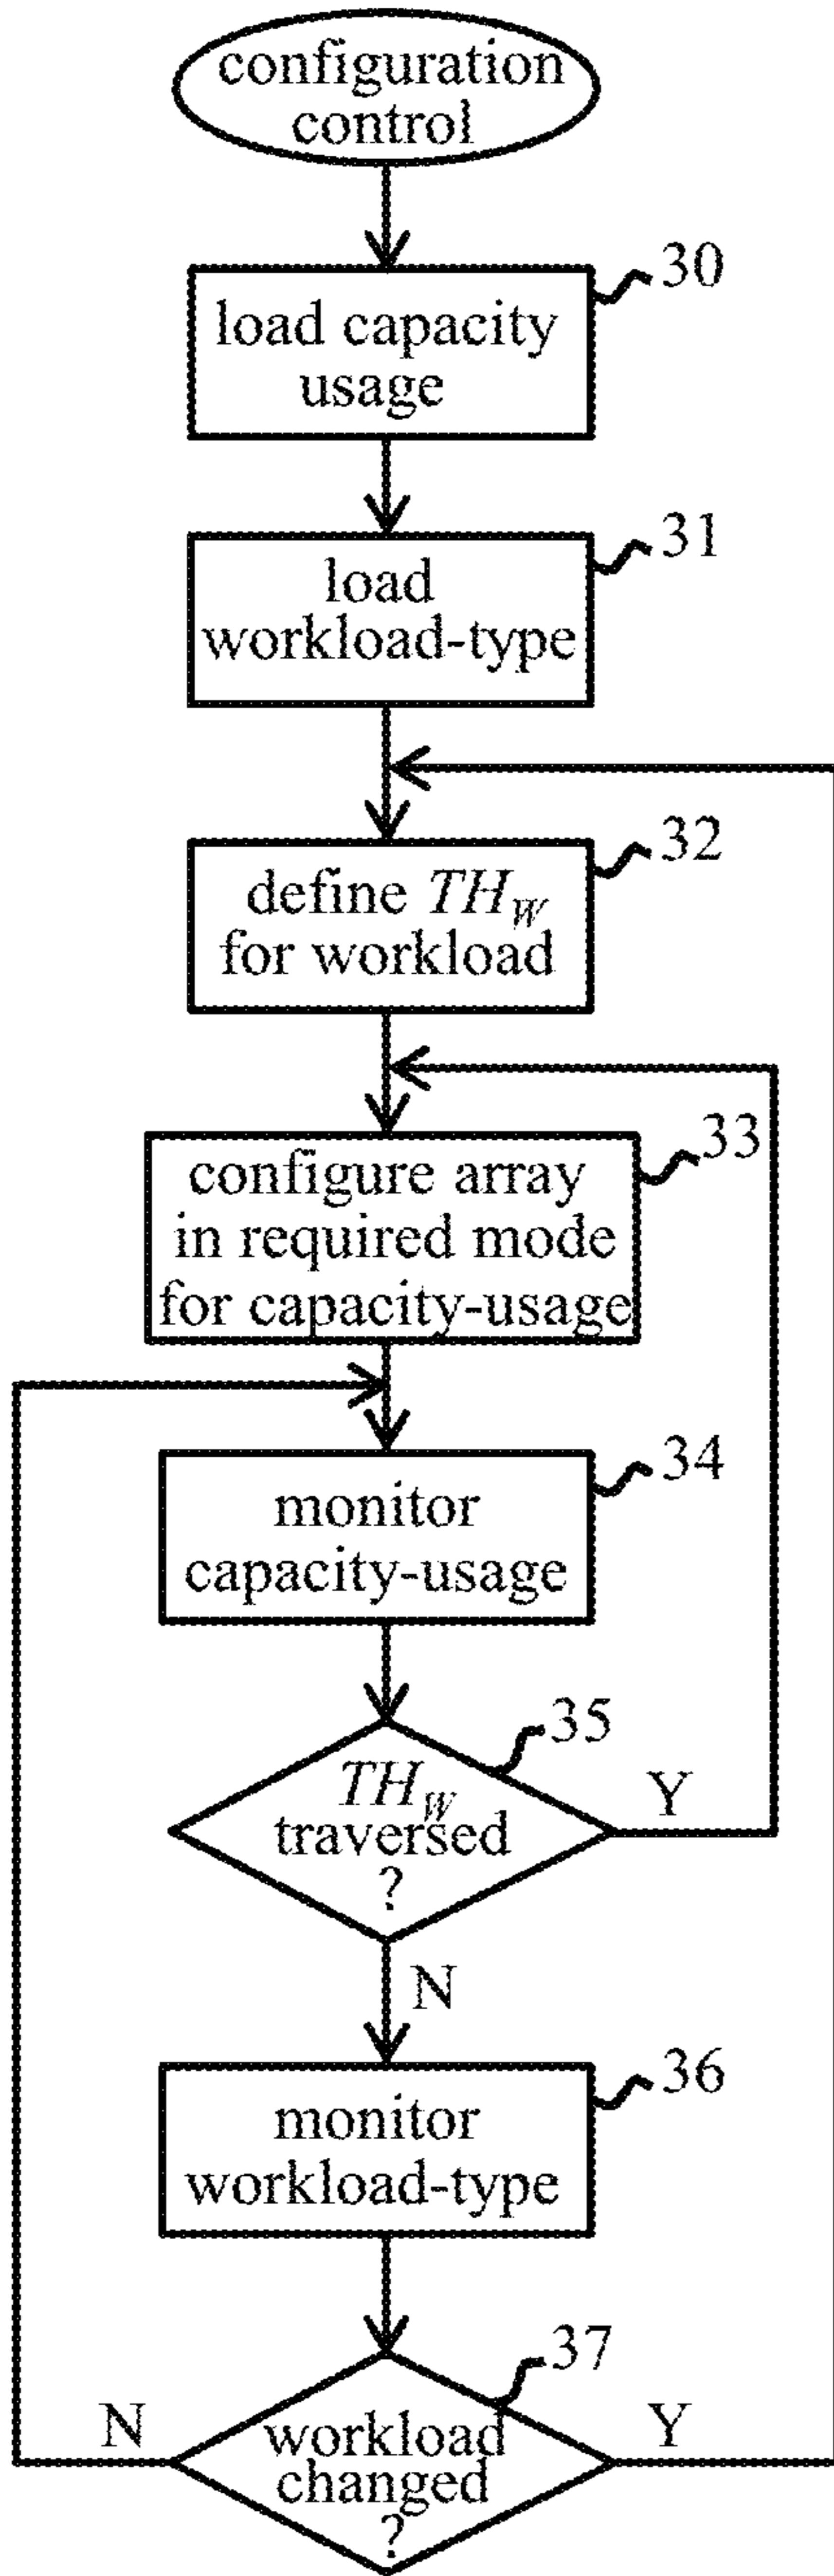 configuration
control
30
load capacity
usage
31
load
workload-type
32
define TH_W
for workload
33
configure array
in required mode
for capacity-usage
34
monitor
capacity-usage
35
TH_W
traversed
?
Y
N
36
monitor
workload-type
37
N
workload
changed
?
Y